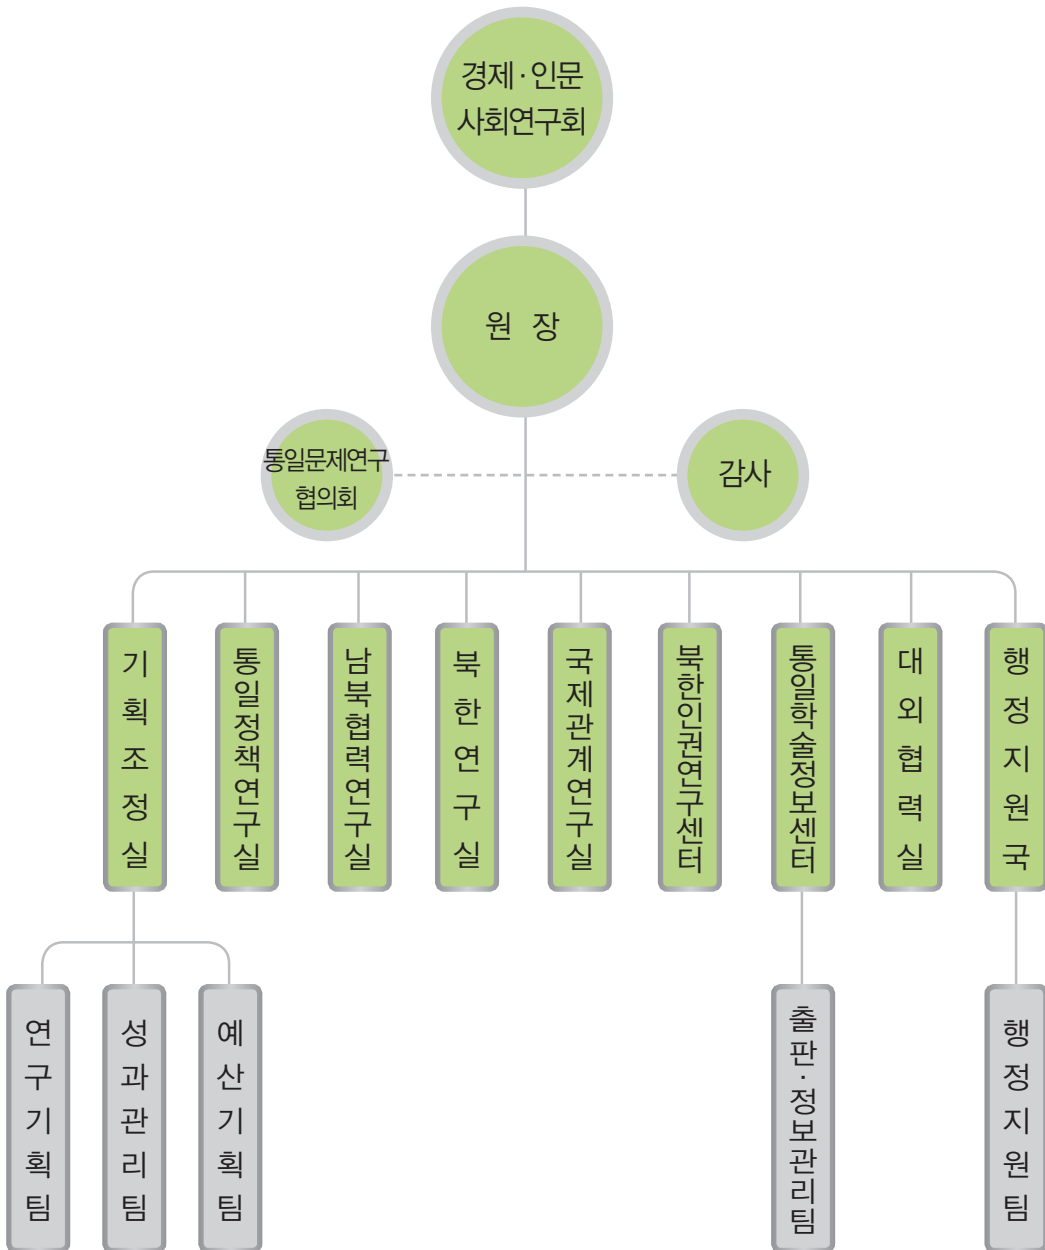 경제·인문
사회연구회
원 장
통일문제연구
협의회
감사
기획조정실
통일정책연구실
남북협력연구실
북한연구실
국제관계연구실
북한인권연구센터
통일학술정보센터
대외협력실
행정지원국
연구기획팀
성과관리팀
예산기획팀
출판·정보관리팀
행정지원팀